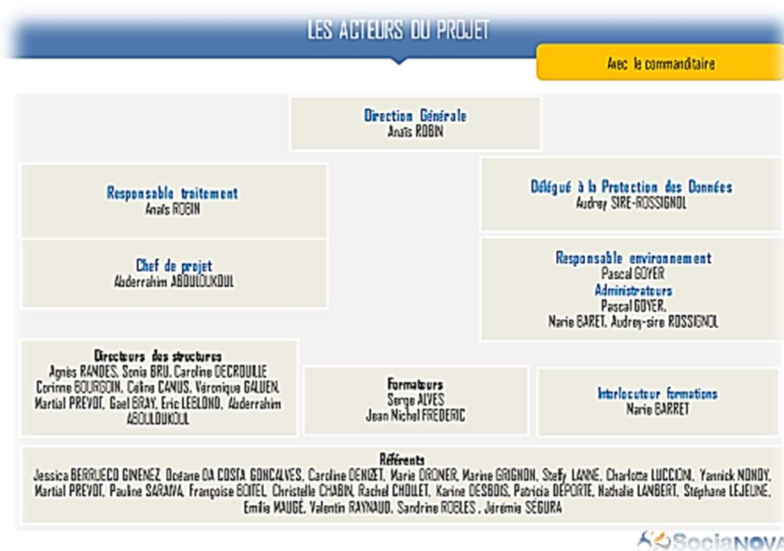 LES ACTEURS DU PROJET
Avec le commanditaire
Direction Générale
Anaïs ROBIN
Responsable traitement
Anaïs ROBIN
Délégué à la Protection des Données
Audrey SIRE-ROSSIGNOL
Chef de projet
Abderrahim ABOULOUKOUL
Responsable environnement
Pascal GOYER
Administrateurs
Pascal GOYER,
Marie BARET, Audrey-sire ROSSIGNOL
Directeurs des structures
Agnès RANDES, Sonia BRU, Caroline DECROUILLE
Corinne BOURGOIN, Céline CAMUS, Véronique
Martial PREVOT, Gael BRAY, Eric LEBLOND, Abderrahim
ABOULOUKOUL
Formateurs
Serge ALVES
Jean Michel FREDERIC
Interlocuteur formations
Marie BARRET
Référents
Jessica BERRUECO GIMENEZ, Océane DA COSTA GONCALVES, Caroline DENIZET, Marie Marine GRIGNON, Steffy LANNE, Charlotte LUCCIONI, Yannick
Martial PREVOT, Pauline SARAIVA, Françoise BOITEL, Christelle CHABIN, Rachel CHOLLET, Karine DESBOIS, Patricia DEPORTE, Nathalie LAMBERT, Stéphane LEJEUNE,
Emilie MAUGÉ, Valentin RAYNAUD, Sandrine ROBLES, Jérémie SÉGURA
SociaNOVA